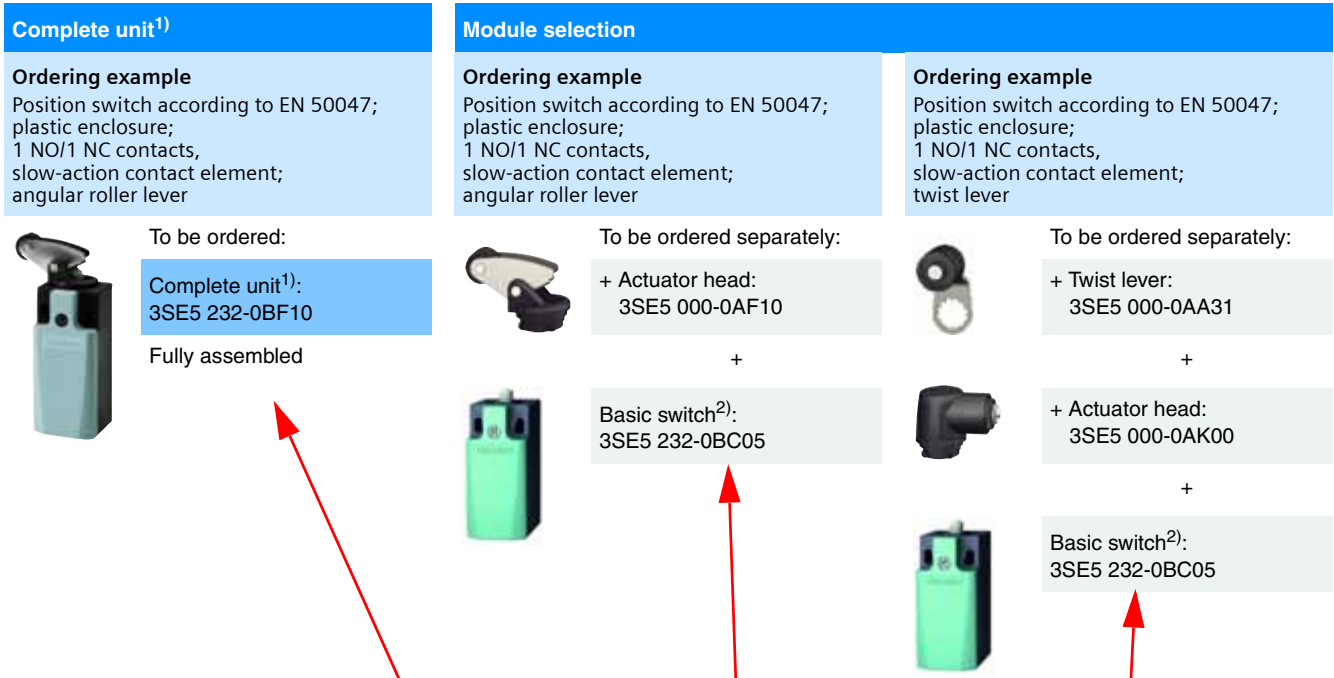 Complete unit1)
Module selection
Ordering example
Position switch according to EN 50047;
plastic enclosure;
1 NO/1 NC contacts,
slow-action contact element;
angular roller lever
Ordering example
Position switch according to EN 50047;
plastic enclosure;
1 NO/1 NC contacts,
slow-action contact element;
angular roller lever
Ordering example
Position switch according to EN 50047;
plastic enclosure;
1 NO/1 NC contacts,
slow-action contact element;
twist lever
To be ordered:
Complete unit1):
3SE5 232-0BF10
Fully assembled
To be ordered separately:
+ Actuator head:
3SE5 000-0AF10
+
Basic switch2):
3SE5 232-0BC05
To be ordered separately:
+ Twist lever:
3SE5 000-0AA31
+
+ Actuator head:
3SE5 000-0AK00
+
Basic switch2):
3SE5 232-0BC05